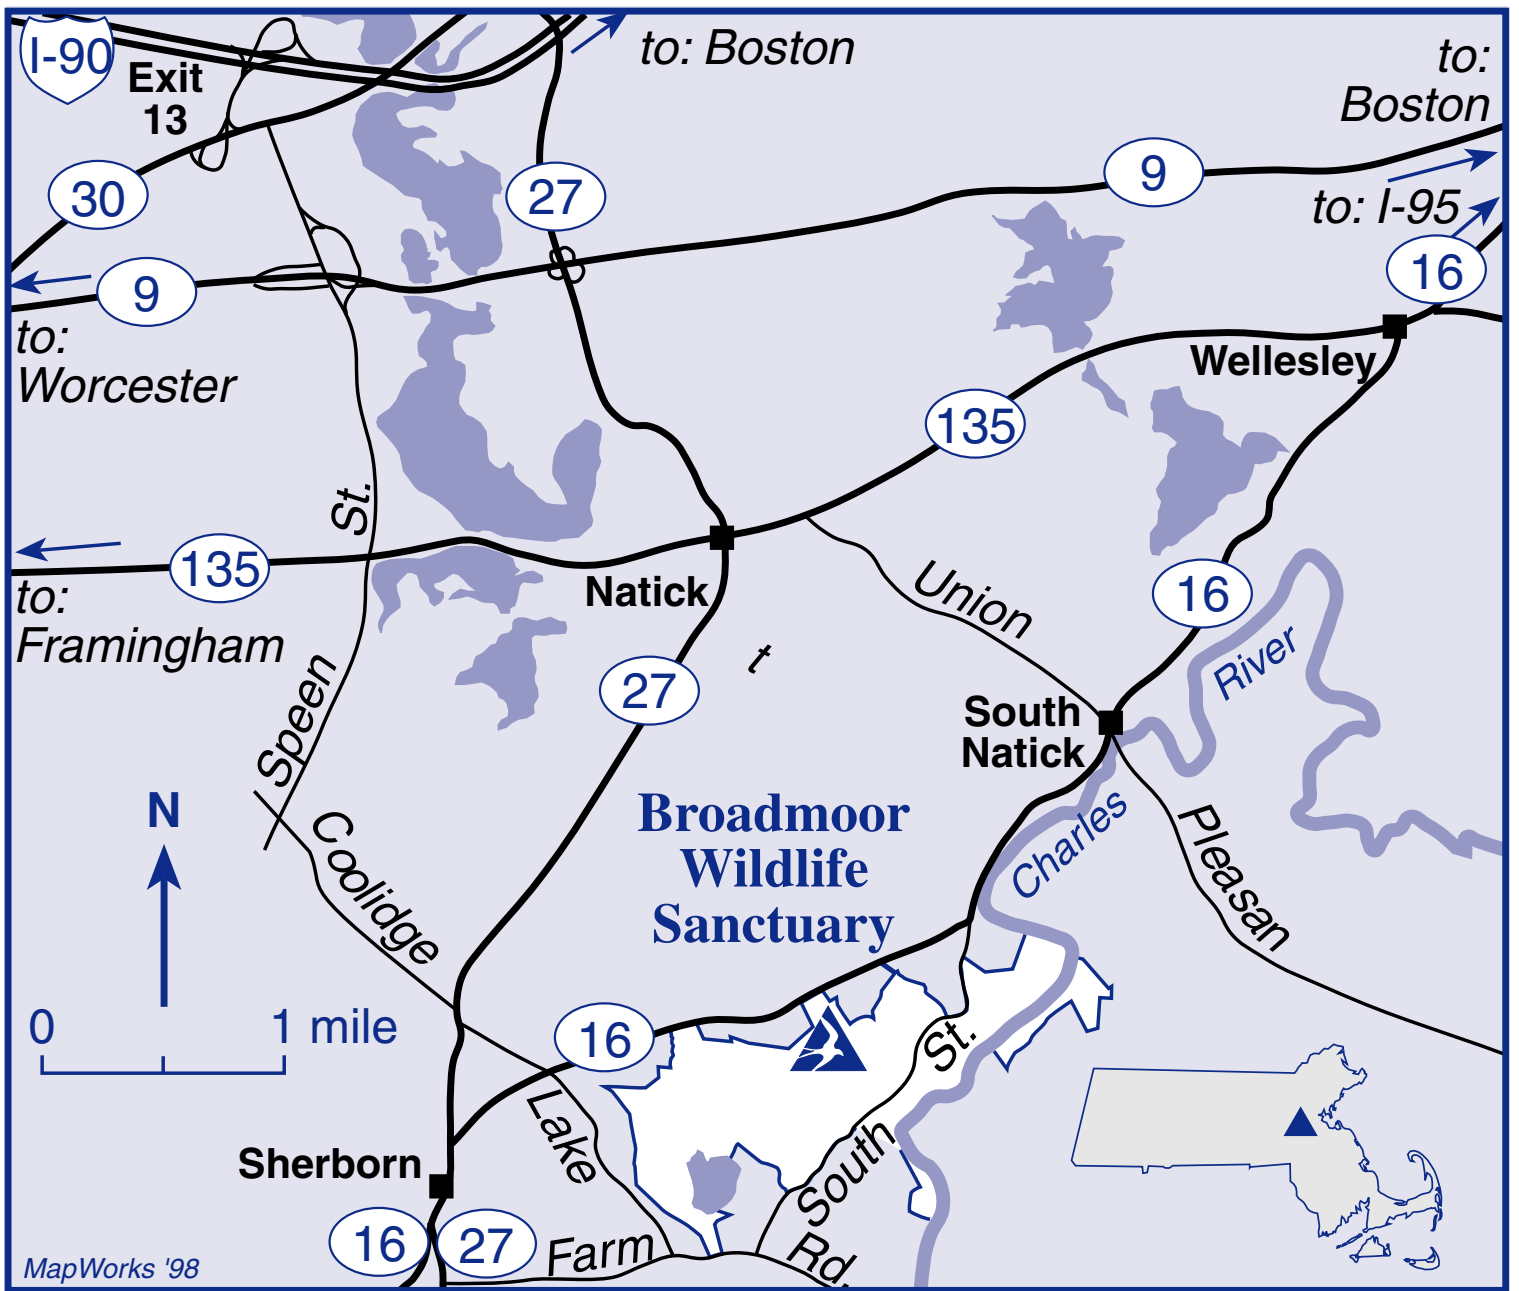 I-90
Exit
13
to: Boston
to:
Boston
30
27
9
to: I-95
16
9
to:
Worcester
Wellesley
135
St.
135
to:
Framingham
Natick
Union
16
River
27
t
Speen
South
Natick
N
Broadmoor
Wildlife
Sanctuary
Coolidge
Charles
Pleasan
0
1 mile
16
St.
Lake
Sherborn
South
16
27
Farm
Rd.
MapWorks '98